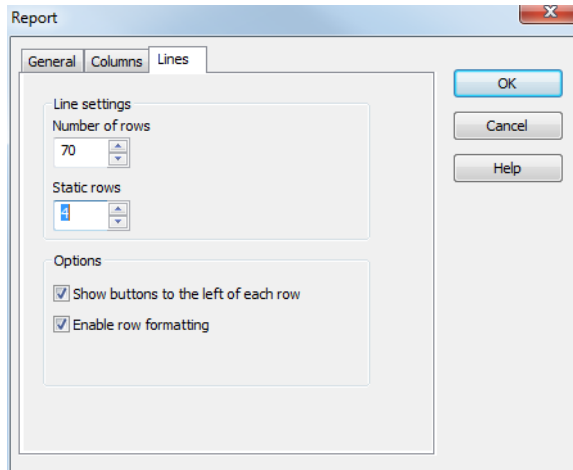 Report
General Columns Lines
Line settings
Number of rows
70
Static rows
4
Options
Show buttons to the left of each row
Enable row formatting
OK
Cancel
Help